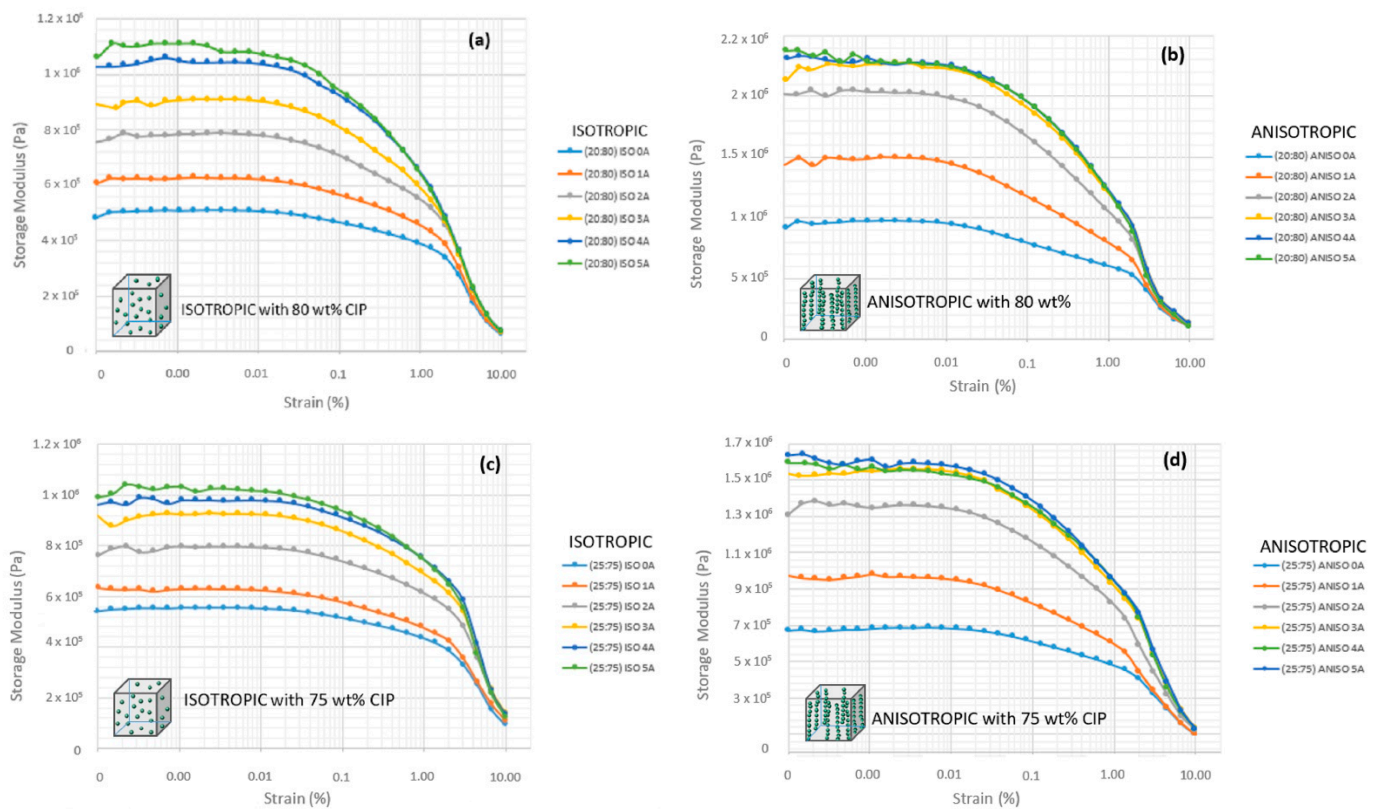 (a)
Storage Modulus (Pa)
1.2 x 10⁶
1 x 10⁶
8 x 10⁵
6 x 10⁵
4 x 10⁵
2 x 10⁵
0
0 0.00 0.01 0.1 1.00 10.00
Strain (%)
ISOTROPIC with 80 wt% CIP
ISOTROPIC
(20:80) ISO 0A
(20:80) ISO 1A
(20:80) ISO 2A
(20:80) ISO 3A
(20:80) ISO 4A
(20:80) ISO 5A
(b)
Storage Modulus (Pa)
2.2 x 10⁶
2 x 10⁶
1.5 x 10⁶
1 x 10⁶
5 x 10⁵
0
0 0.00 0.01 0.1 1.00 10.00
Strain (%)
ANISOTROPIC with 80 wt%
ANISOTROPIC
(20:80) ANISO 0A
(20:80) ANISO 1A
(20:80) ANISO 2A
(20:80) ANISO 3A
(20:80) ANISO 4A
(20:80) ANISO 5A
(c)
Storage Modulus (Pa)
1.2 x 10⁶
1 x 10⁶
8 x 10⁵
6 x 10⁵
4 x 10⁵
2 x 10⁵
0
0 0.00 0.01 0.1 1.00 10.00
Strain (%)
ISOTROPIC with 75 wt% CIP
ISOTROPIC
(25:75) ISO 0A
(25:75) ISO 1A
(25:75) ISO 2A
(25:75) ISO 3A
(25:75) ISO 4A
(25:75) ISO 5A
(d)
Storage Modulus (Pa)
1.7 x 10⁶
1.5 x 10⁶
1.3 x 10⁶
1.1 x 10⁶
9 x 10⁵
7 x 10⁵
5 x 10⁵
3 x 10⁵
0
0 0.00 0.01 0.1 1.00 10.00
Strain (%)
ANISOTROPIC with 75 wt% CIP
ANISOTROPIC
(25:75) ANISO 0A
(25:75) ANISO 1A
(25:75) ANISO 2A
(25:75) ANISO 3A
(25:75) ANISO 4A
(25:75) ANISO 5A